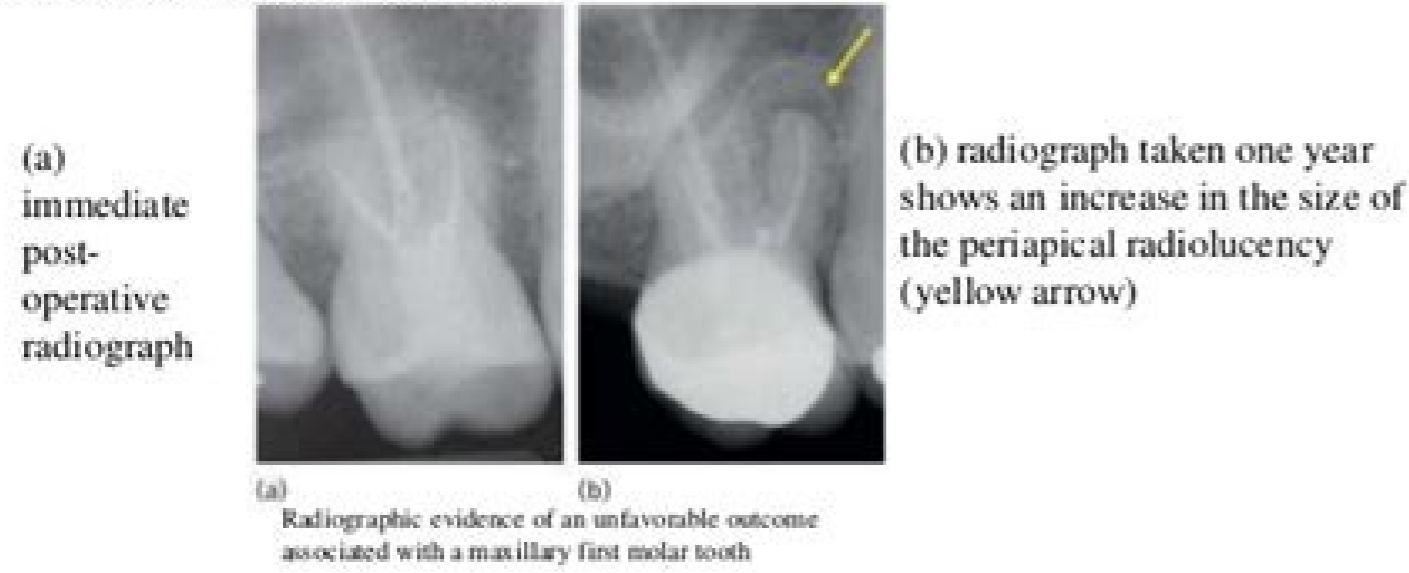 (a)
immediate
post-
operative
radiograph
(b) radiograph taken one year
shows an increase in the size of
the periapical radiolucency
(yellow arrow)
(a)
(b)
Radiographic evidence of an unfavorable outcome
associated with a maxillary first molar tooth